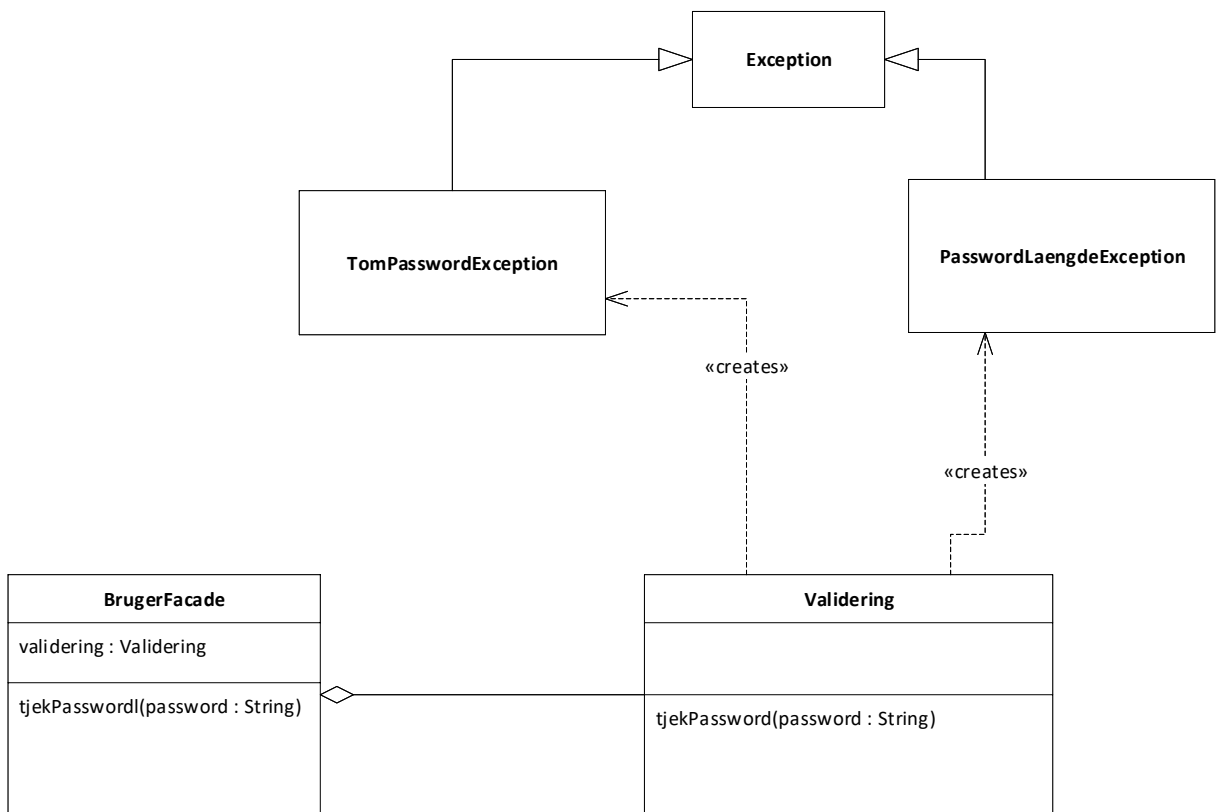 Exception
TomPasswordException
PasswordLaengdeException
«creates»
«creates»
BrugerFacade
validering : Validering
tjekPasswordl(password : String)
Validering
tjekPassword(password : String)